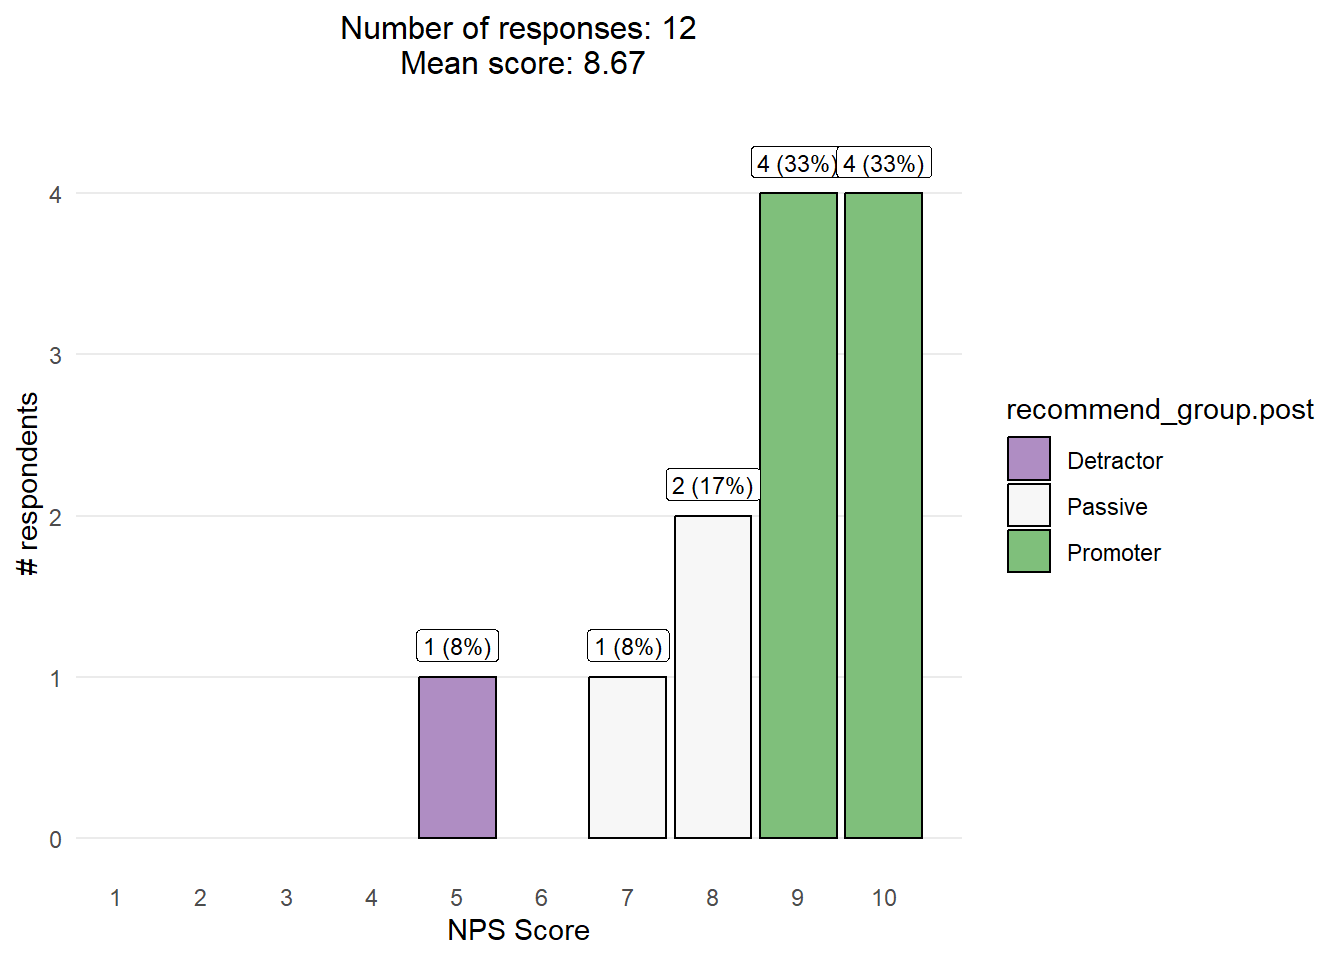 Number of responses: 12
Mean score: 8.67
4 (33%) 4 (33%)
2 (17%)
1 (8%) 1 (8%)
4
3
2
1
0
# respondents
1 2 3 4 5 6 7 8 9 10
NPS Score
recommend_group.post
Detractor
Passive
Promoter